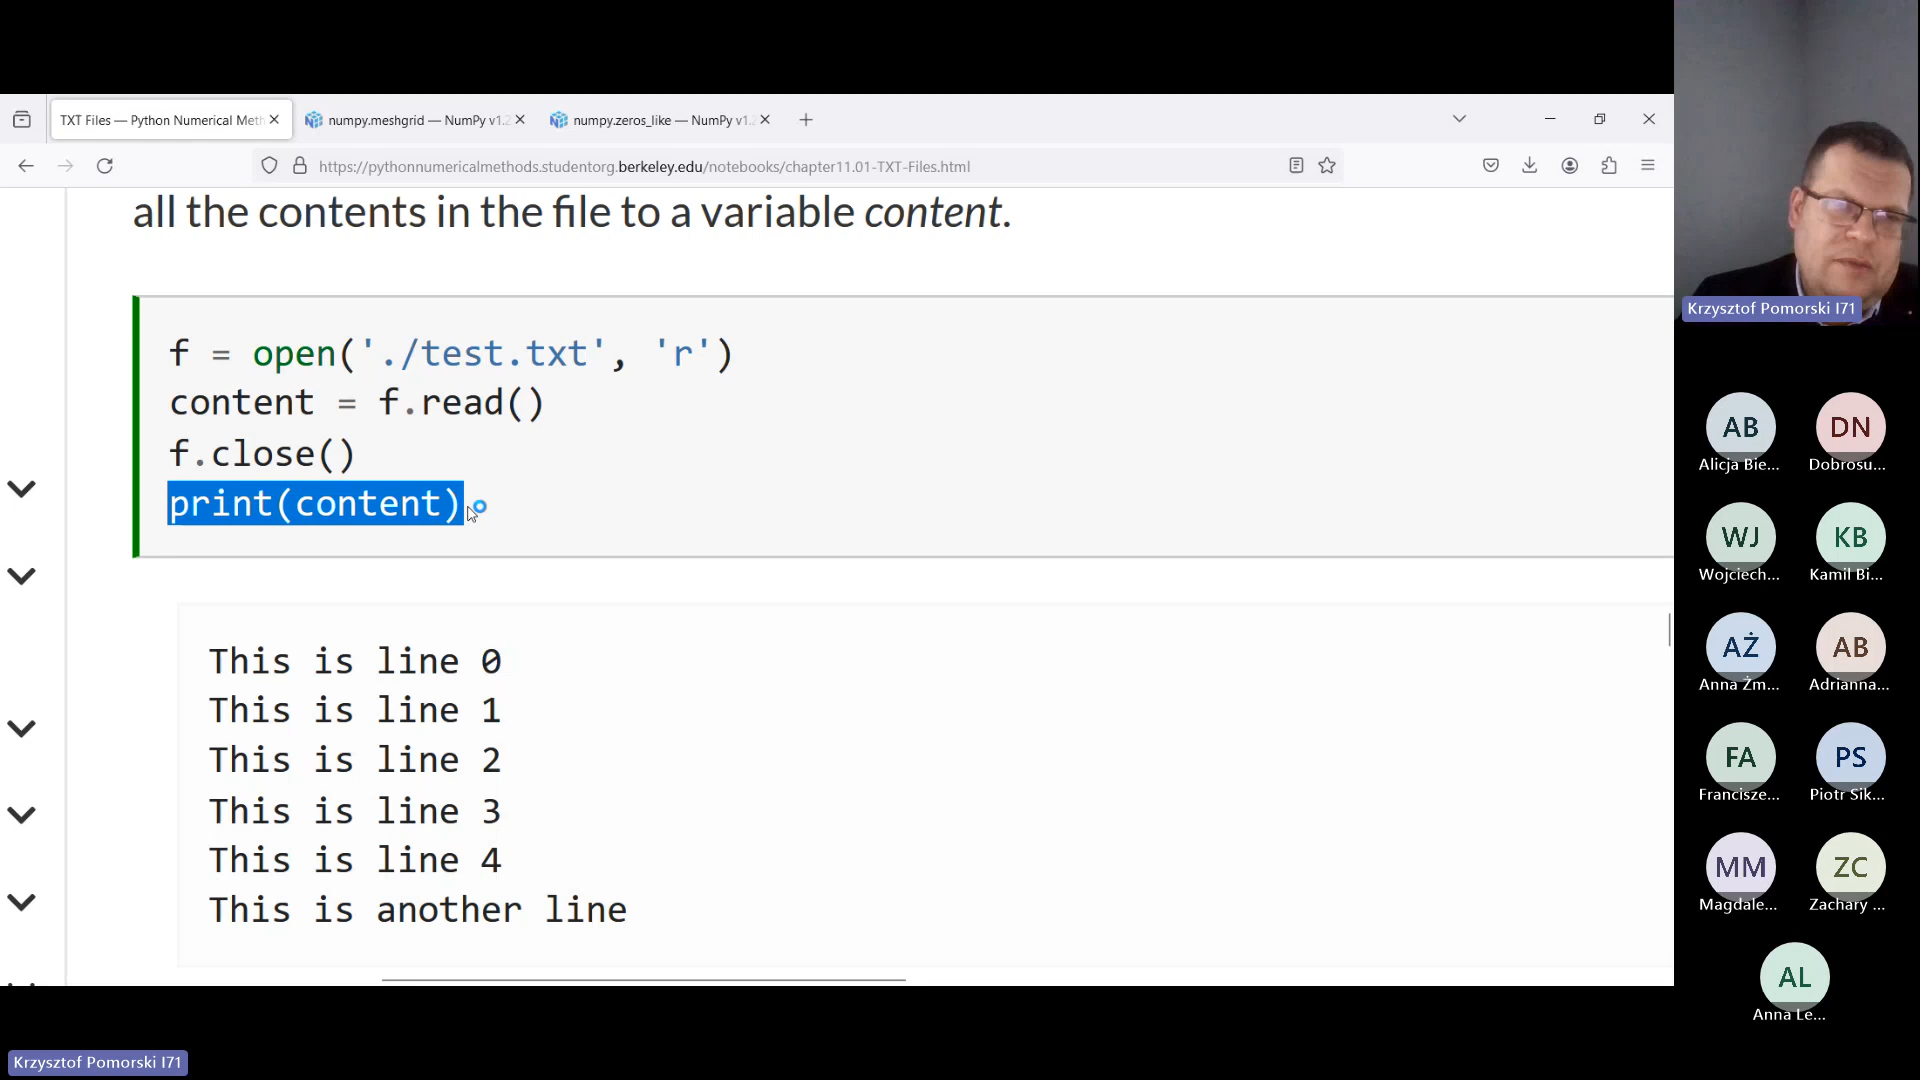 TXT Files — Python Numerical Meth
numpy.meshgrid — NumPy v1.2
numpy.zeros_like — NumPy v1.2
https://pythonnumericalmethods.studentorg.berkeley.edu/notebooks/chapter11.01-TXT-Files.html
all the contents in the file to a variable content.
f = open('./test.txt', 'r')
content = f.read()
f.close()
print(content)
This is line 0
This is line 1
This is line 2
This is line 3
This is line 4
This is another line
Krzysztof Pomorski I71
AB
Alicja Bie...
DN
Dobrosu...
WJ
Wojciech...
KB
Kamil Bi...
AŻ
Anna Żm...
AB
Adrianna...
FA
Francisze...
PS
Piotr Sik...
MM
Magdale...
ZC
Zachary ...
AL
Anna Le...
Krzysztof Pomorski I71